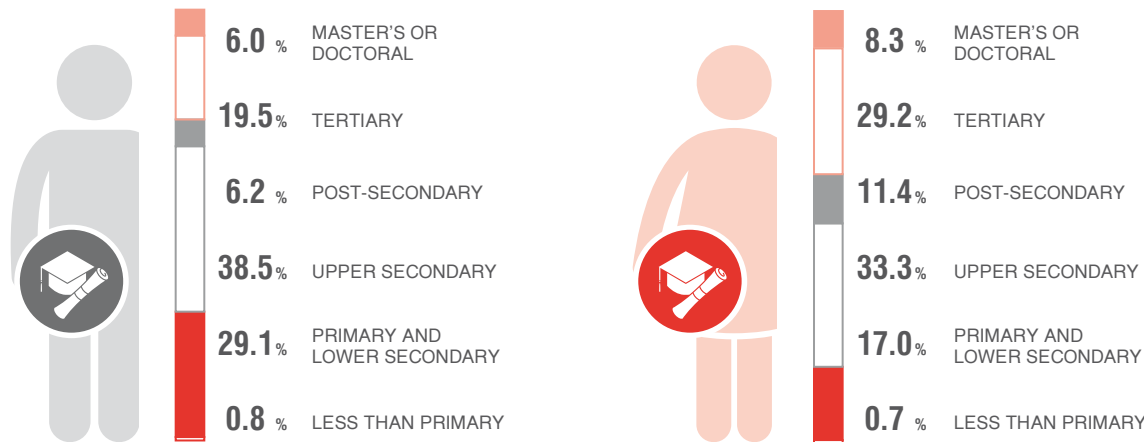 6.0 % MASTER'S OR
DOCTORAL
19.5 % TERTIARY
6.2 % POST-SECONDARY
38.5 % UPPER SECONDARY
29.1 % PRIMARY AND
LOWER SECONDARY
0.8 % LESS THAN PRIMARY
8.3 % MASTER'S OR
DOCTORAL
29.2 % TERTIARY
11.4 % POST-SECONDARY
33.3 % UPPER SECONDARY
17.0 % PRIMARY AND
LOWER SECONDARY
0.7 % LESS THAN PRIMARY